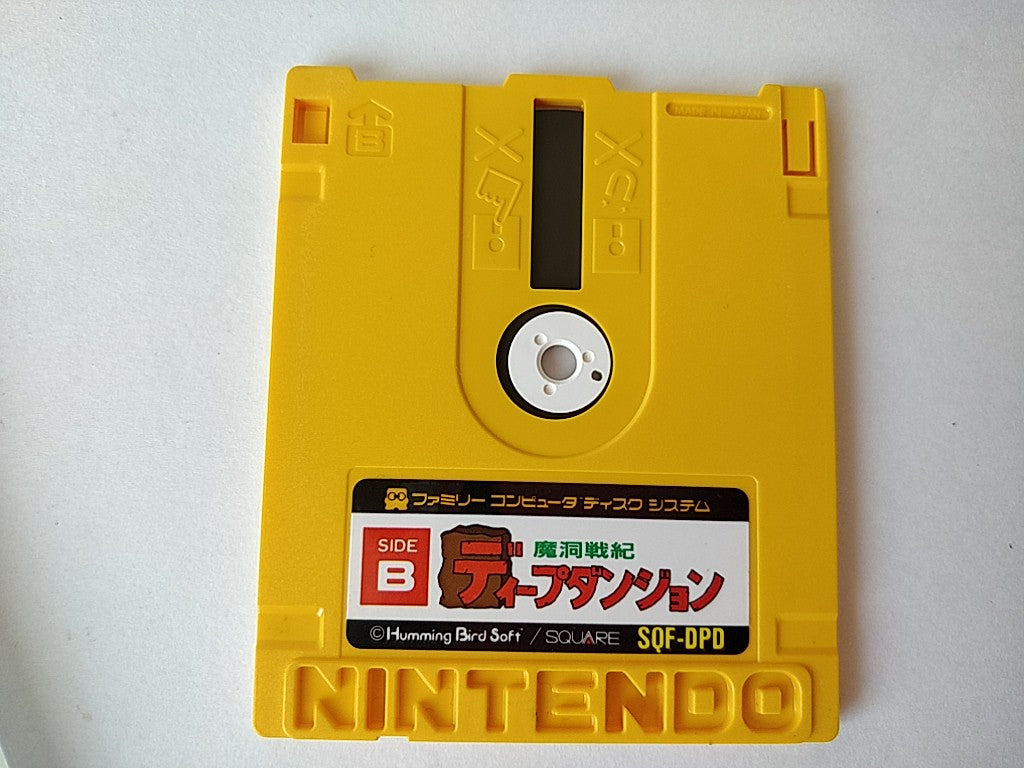 B
MADE IN JAPAN
ファミリー コンピュータ ディスク システム
SIDE
B
魔洞戦紀
ディープダンジョン
©Humming Bird Soft™ / SQUARE SQF-DPD
NINTENDO